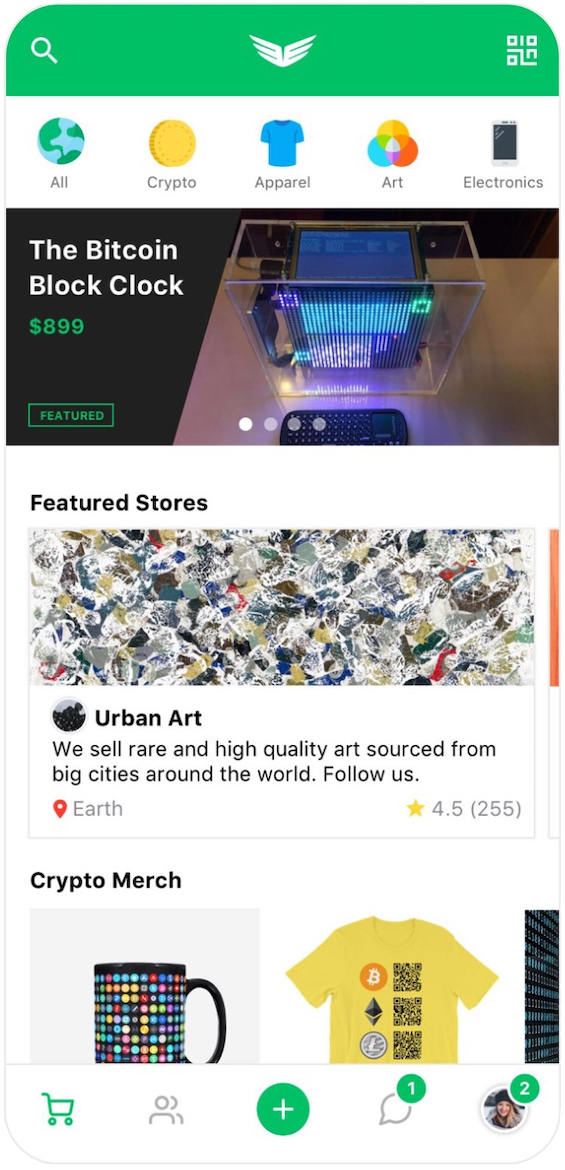 All
Crypto
Apparel
Art
Electronics
The Bitcoin
Block Clock
$899
FEATURED
Featured Stores
Urban Art
We sell rare and high quality art sourced from
big cities around the world. Follow us.
Earth
4.5 (255)
Crypto Merch
1
2